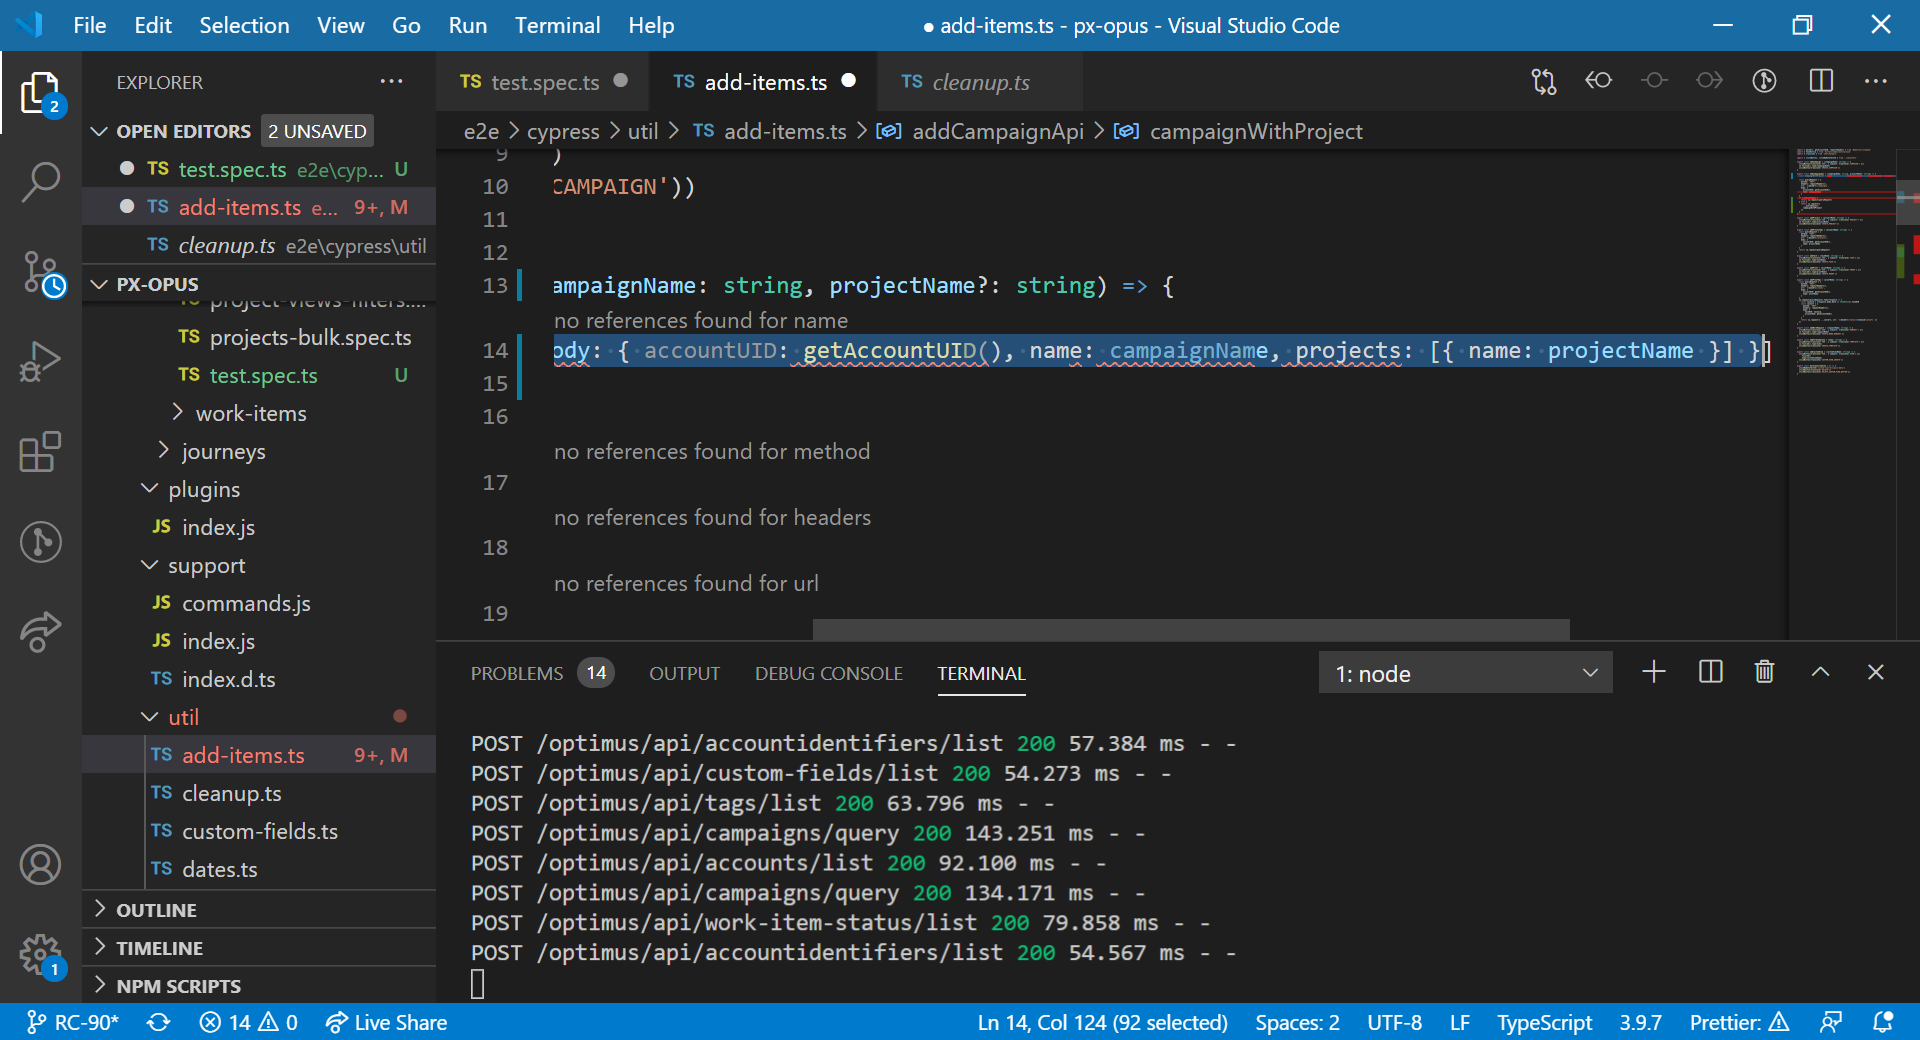 File Edit Selection View Go Run Terminal Help
● add-items.ts - px-opus - Visual Studio Code
2
EXPLORER ···
OPEN EDITORS 2 UNSAVED
TS test.spec.ts e2e\cyp... U
TS add-items.ts e... 9+, M
TS cleanup.ts e2e\cypress\util
PX-OPUS
TS project-views-filters....
TS projects-bulk.spec.ts
TS test.spec.ts U
work-items
journeys
plugins
JS index.js
support
JS commands.js
JS index.js
TS index.d.ts
util
TS add-items.ts 9+, M
TS cleanup.ts
TS custom-fields.ts
TS dates.ts
OUTLINE
TIMELINE
NPM SCRIPTS
1
TS test.spec.ts
TS add-items.ts
TS cleanup.ts
e2e > cypress > util > TS add-items.ts > addCampaignApi > campaignWithProject
9 )
10 CAMPAIGN'))
11
12
13 ampaignName: string, projectName?: string) => {
no references found for name
14 ody: { accountUID: getAccountUID(), name: campaignName, projects: [{ name: projectName }] }]
15
16
no references found for method
17
no references found for headers
18
no references found for url
19
PROBLEMS 14 OUTPUT DEBUG CONSOLE TERMINAL
1: node
POST /optimus/api/accountidentifiers/list 200 57.384 ms - -
POST /optimus/api/custom-fields/list 200 54.273 ms - -
POST /optimus/api/tags/list 200 63.796 ms - -
POST /optimus/api/campaigns/query 200 143.251 ms - -
POST /optimus/api/accounts/list 200 92.100 ms - -
POST /optimus/api/campaigns/query 200 134.171 ms - -
POST /optimus/api/work-item-status/list 200 79.858 ms - -
POST /optimus/api/accountidentifiers/list 200 54.567 ms - -
RC-90* 14 0 Live Share
Ln 14, Col 124 (92 selected) Spaces: 2 UTF-8 LF TypeScript 3.9.7 Prettier: